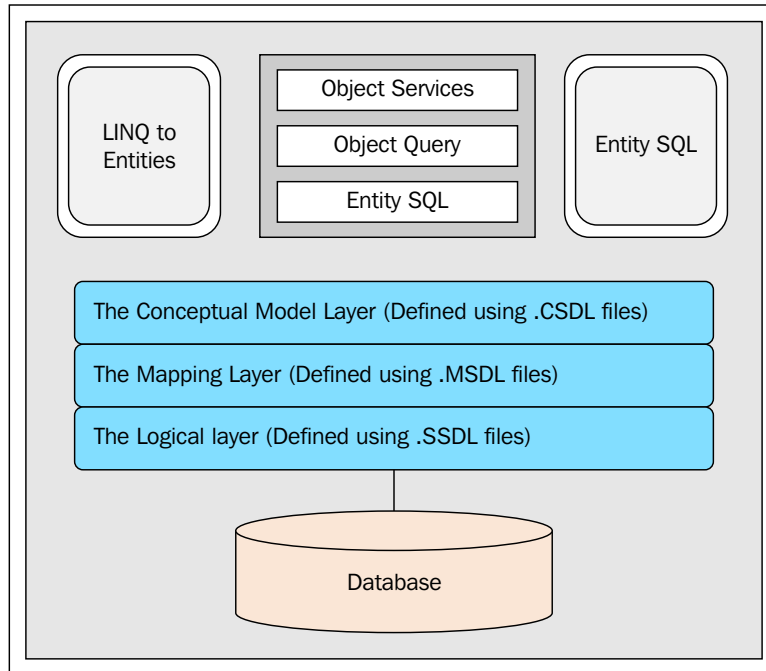 LINQ to
Entities
Object Services
Object Query
Entity SQL
Entity SQL
The Conceptual Model Layer (Defined using .CSDL files)
The Mapping Layer (Defined using .MSDL files)
The Logical layer (Defined using .SSDL files)
Database